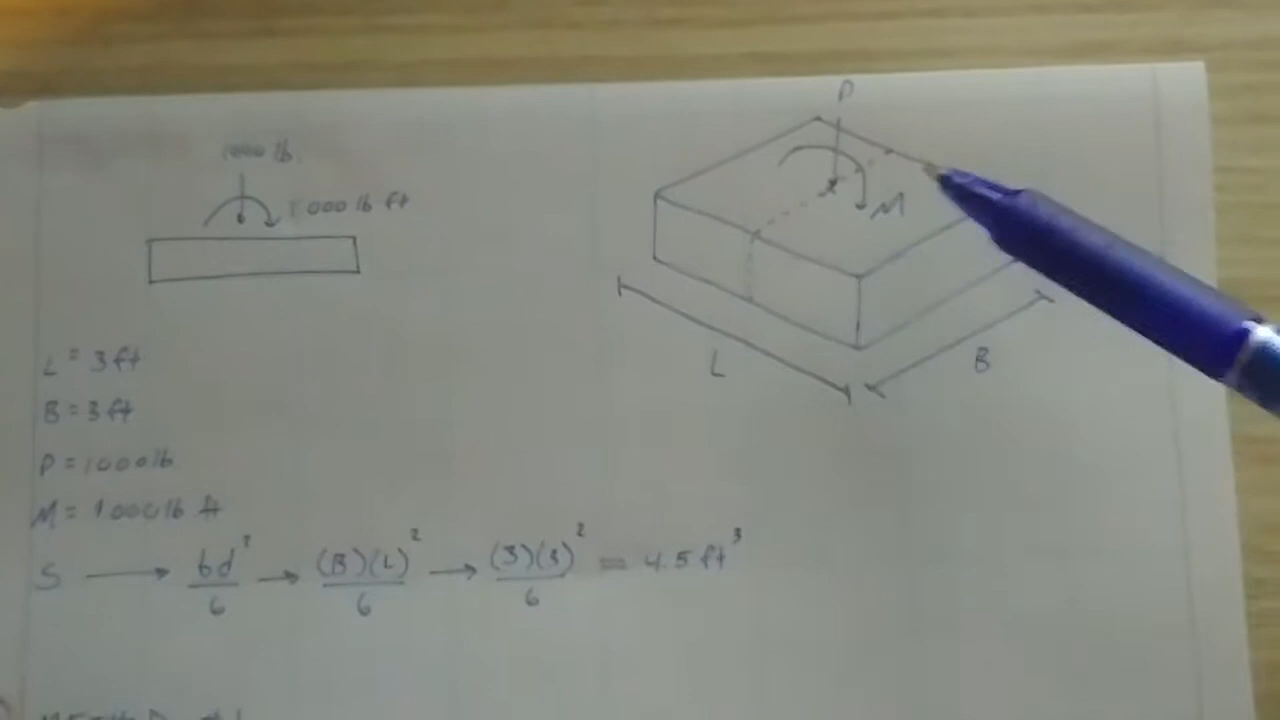 1000 lb
1000 lb ft
P
M
L
B
L = 3 ft
B = 3 ft
P = 1000 lb
M = 1000 lb ft
S → bd²/6 → (B)(L)²/6 → (3)(3)²/6 = 4.5 ft³